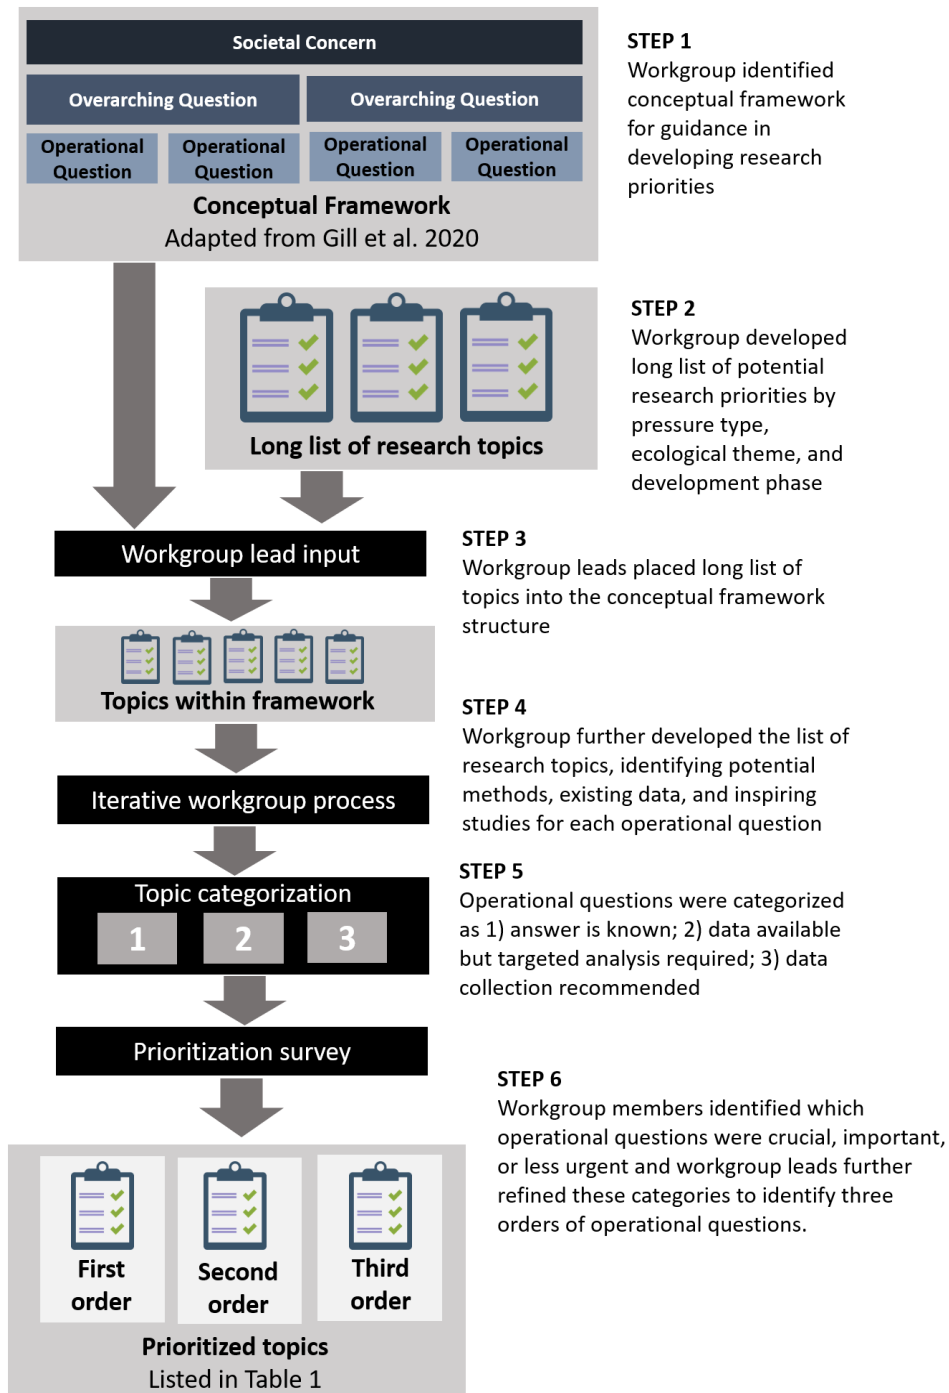 Societal Concern
Overarching Question
Overarching Question
Operational
Question
Operational
Question
Operational
Question
Operational
Question
Conceptual Framework
Adapted from Gill et al. 2020
STEP 1
Workgroup identified
conceptual framework
for guidance in
developing research
priorities
Long list of research topics
STEP 2
Workgroup developed
long list of potential
research priorities by
pressure type,
ecological theme, and
development phase
Workgroup lead input
STEP 3
Workgroup leads placed long list of
topics into the conceptual framework
structure
Topics within framework
STEP 4
Workgroup further developed the list of
research topics, identifying potential
methods, existing data, and inspiring
studies for each operational question
Iterative workgroup process
STEP 5
Operational questions were categorized
as 1) answer is known; 2) data available
but targeted analysis required; 3) data
collection recommended
Topic categorization
1
2
3
Prioritization survey
STEP 6
Workgroup members identified which
operational questions were crucial, important,
or less urgent and workgroup leads further
refined these categories to identify three
orders of operational questions.
First
order
Second
order
Third
order
Prioritized topics
Listed in Table 1